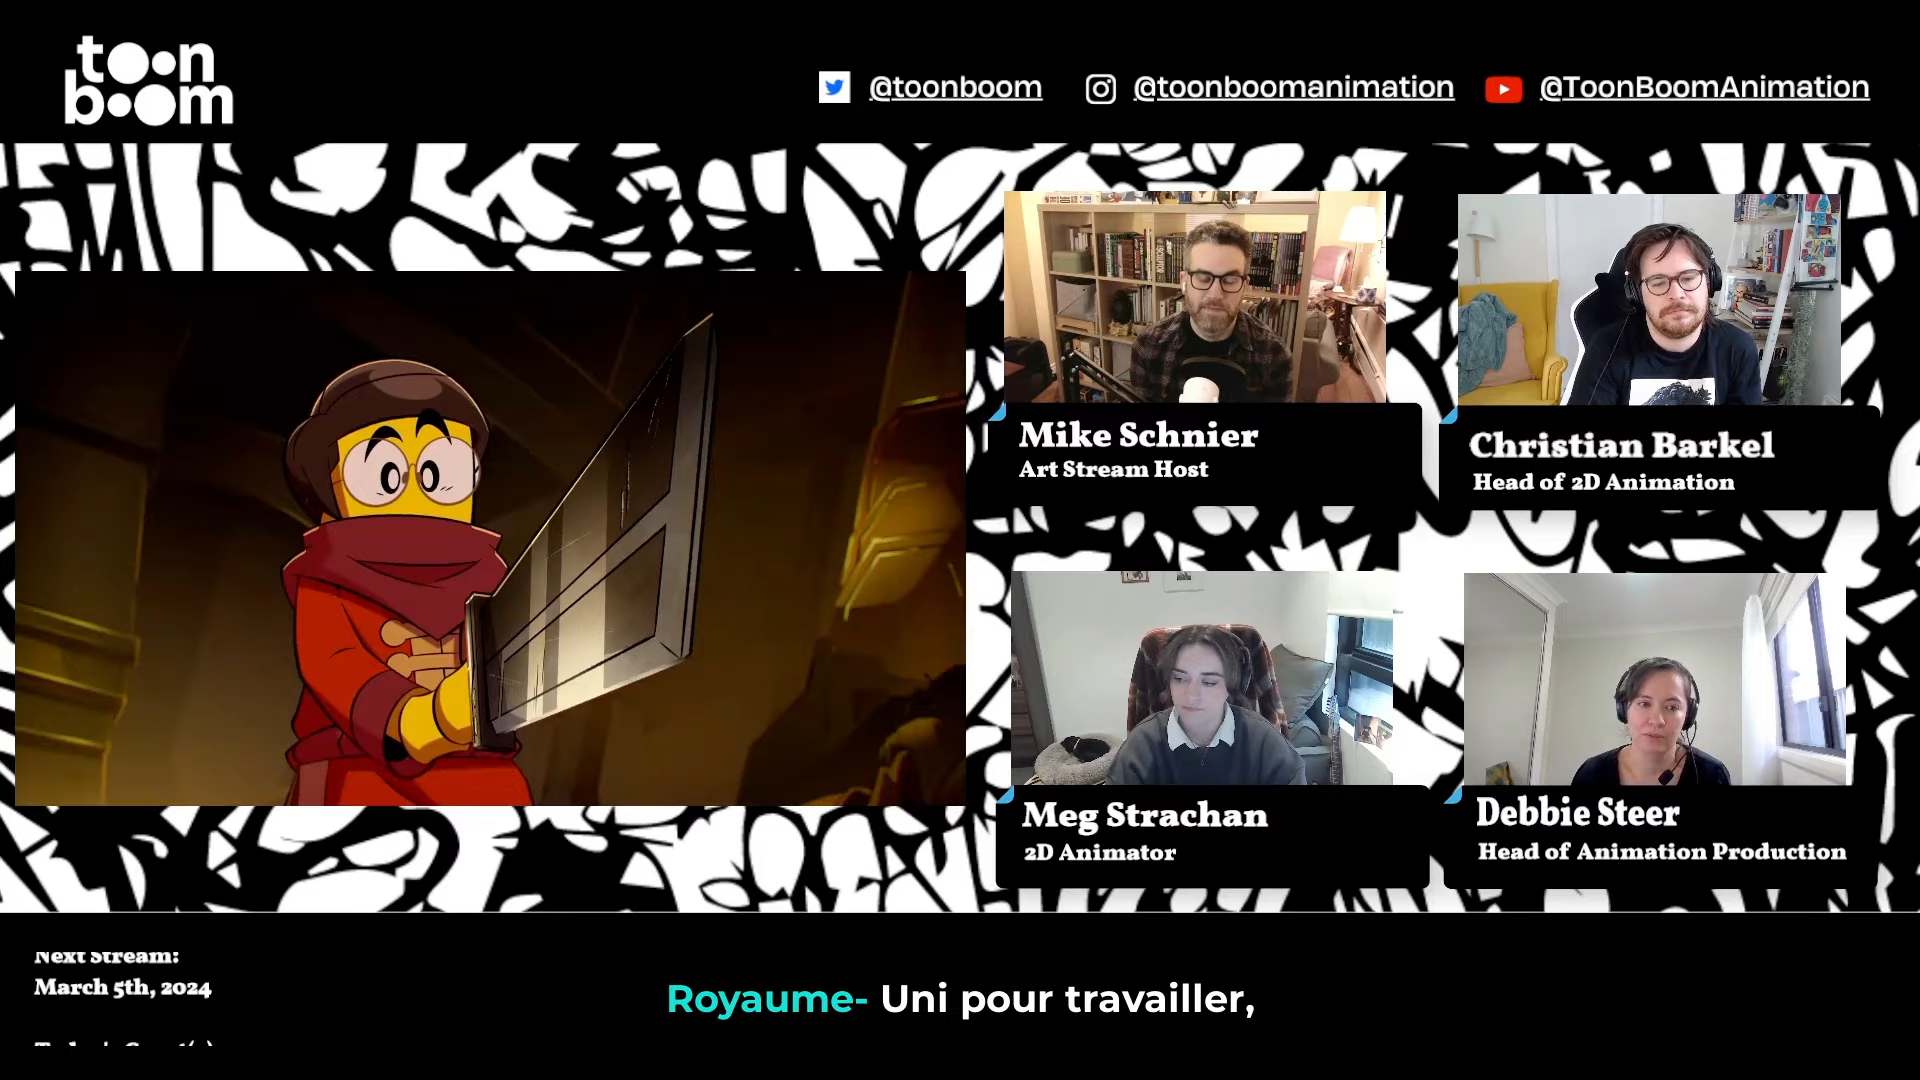 toon
boom
@toonboom
@toonboomanimation
@ToonBoomAnimation
Mike Schnier
Art Stream Host
Christian Barkel
Head of 2D Animation
Meg Strachan
2D Animator
Debbie Steer
Head of Animation Production
Next Stream:
March 5th, 2024
Royaume- Uni pour travailler,